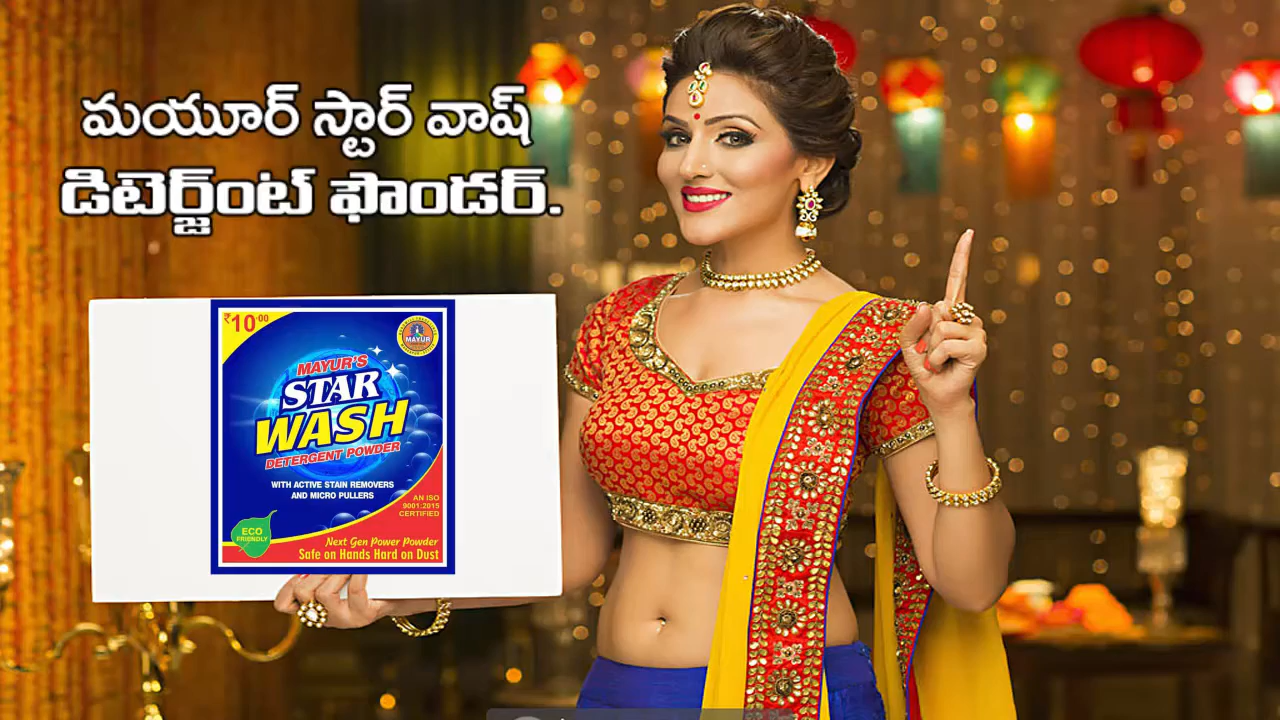 మయూర్ స్టార్ వాష్
డిటెర్జ్ంట్ ఫౌండర్.
₹10.00
MAYUR
MAYUR'S
STAR
WASH
DETERGENT POWDER
WITH ACTIVE STAIN REMOVERS
AND MICRO PULLERS
AN ISO
9001:2015
CERTIFIED
ECO
FRIENDLY
Next Gen Power Powder
Safe on Hands Hard on Dust